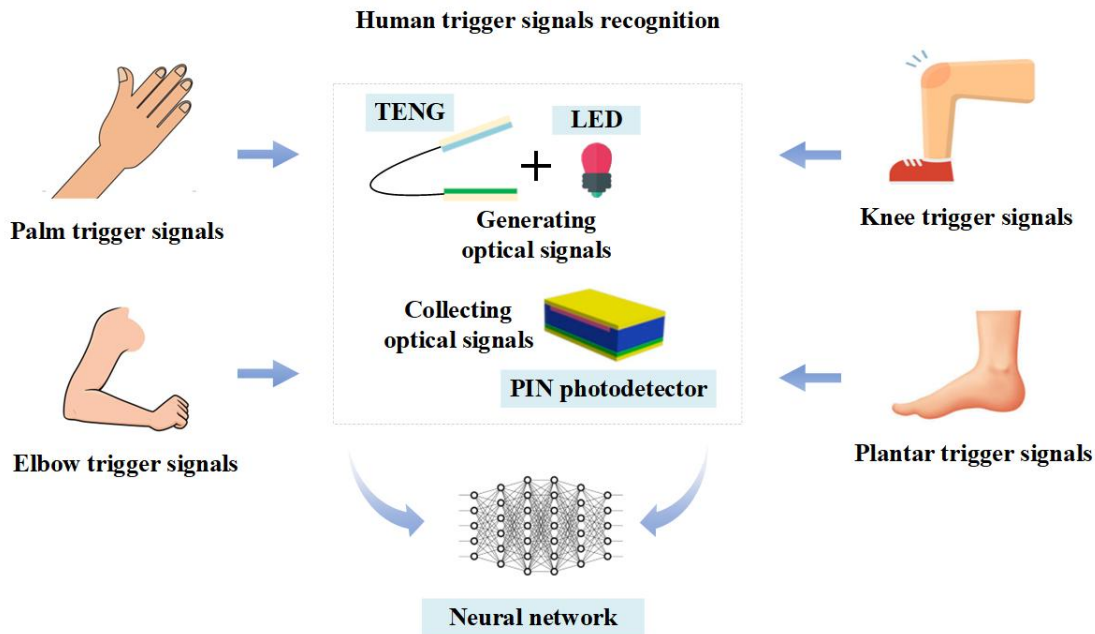 Human trigger signals recognition
TENG
LED
Generating
optical signals
Palm trigger signals
Knee trigger signals
Collecting
optical signals
PIN photodetector
Elbow trigger signals
Plantar trigger signals
Neural network